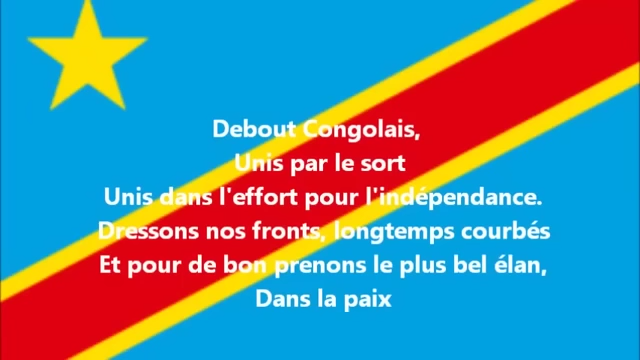 Debout Congolais,
Unis par le sort
Unis dans l'effort pour l'indépendance.
Dressons nos fronts, longtemps courbés
Et pour de bon prenons le plus bel élan,
Dans la paix